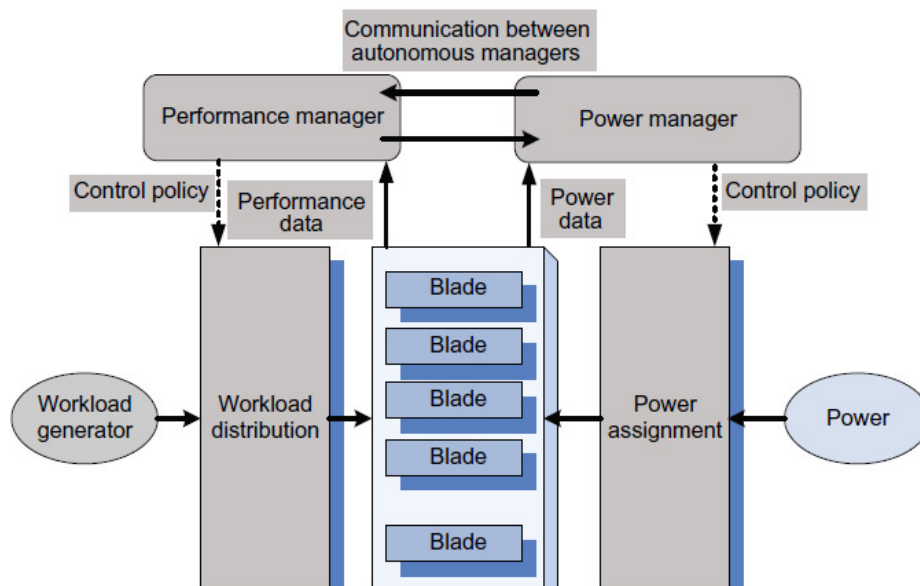 Communication between
autonomous managers
Performance manager
Power manager
Control policy
Performance
data
Power
data
Control policy
Blade
Blade
Blade
Blade
Blade
Workload
generator
Workload
distribution
Power
assignment
Power